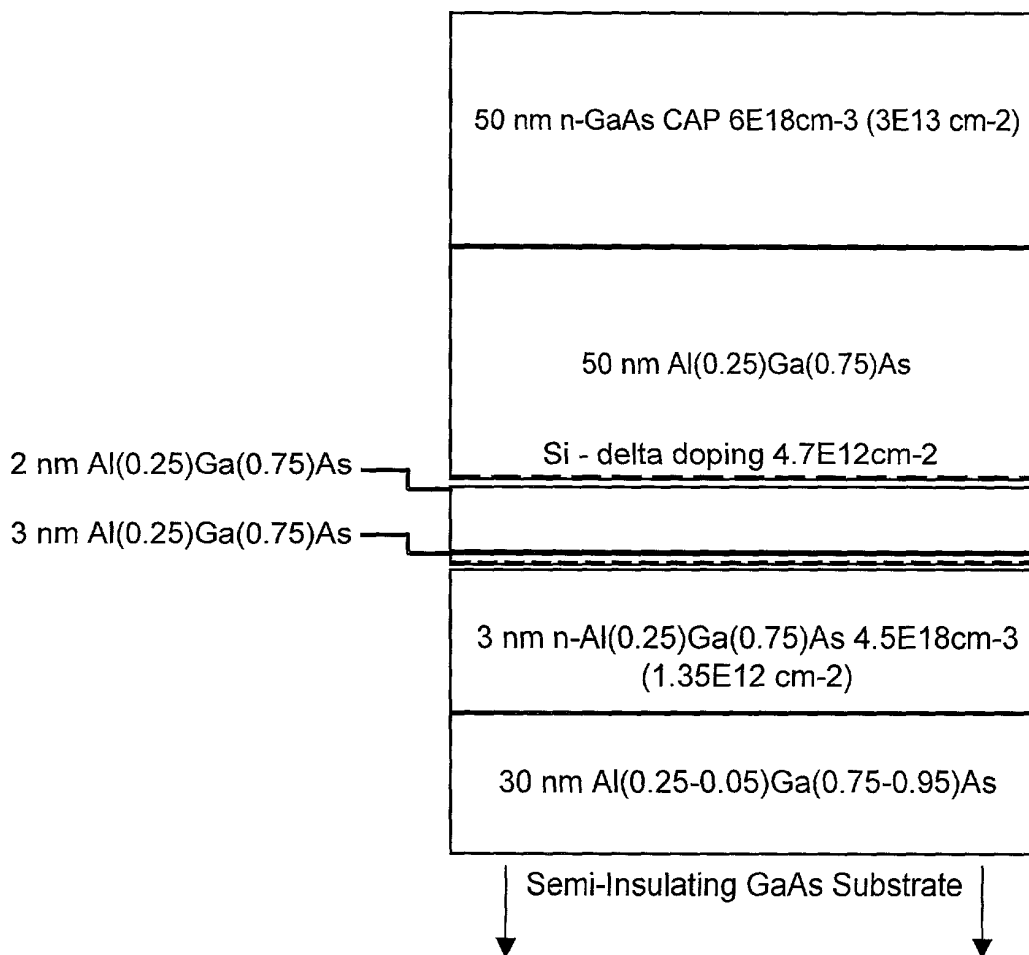 50 nm n-GaAs CAP 6E18cm-3 (3E13 cm-2)
50 nm Al(0.25)Ga(0.75)As
Si - delta doping 4.7E12cm-2
2 nm Al(0.25)Ga(0.75)As
3 nm Al(0.25)Ga(0.75)As
3 nm n-Al(0.25)Ga(0.75)As 4.5E18cm-3
(1.35E12 cm-2)
30 nm Al(0.25-0.05)Ga(0.75-0.95)As
Semi-Insulating GaAs Substrate